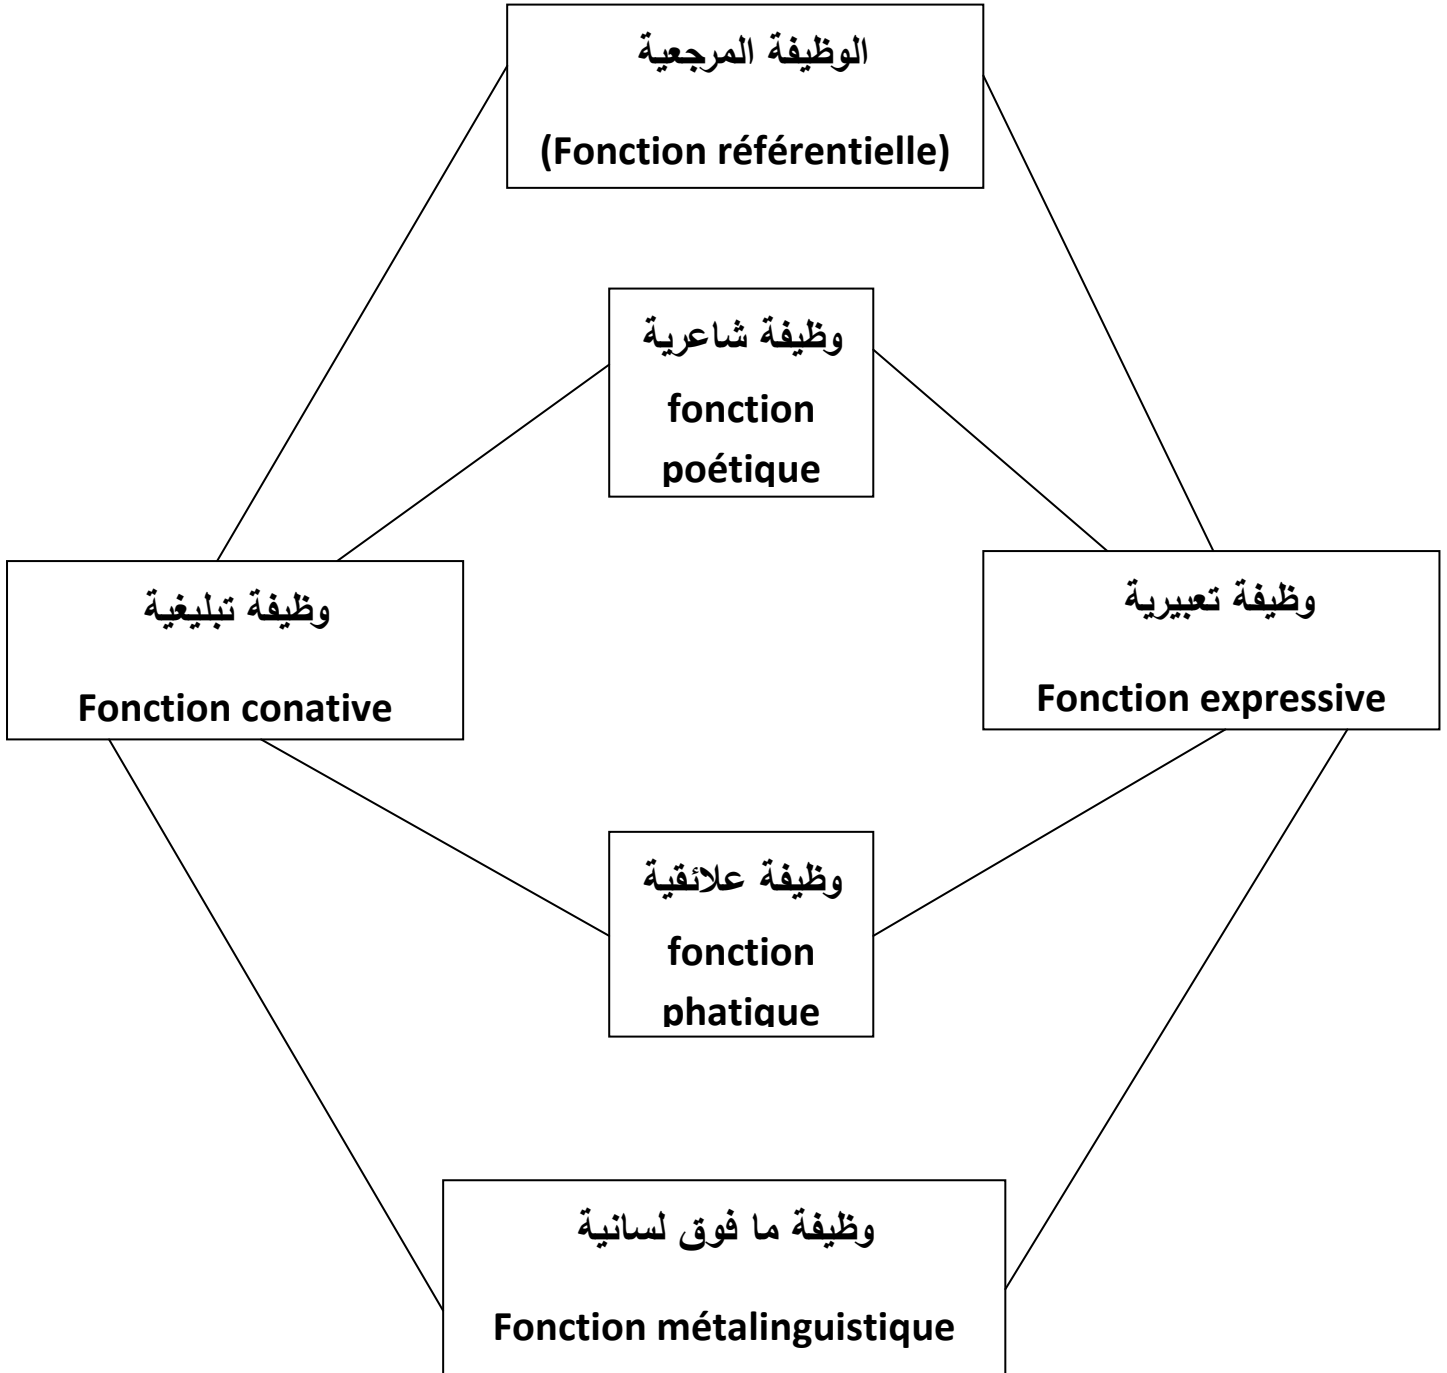 الوظيفة المرجعية
(Fonction référentielle)
وظيفة شاعرية
fonction
poétique
وظيفة تعبيرية
Fonction expressive
وظيفة تبليغية
Fonction conative
وظيفة علائقية
fonction
phatique
وظيفة ما فوق لسانية
Fonction métalinguistique